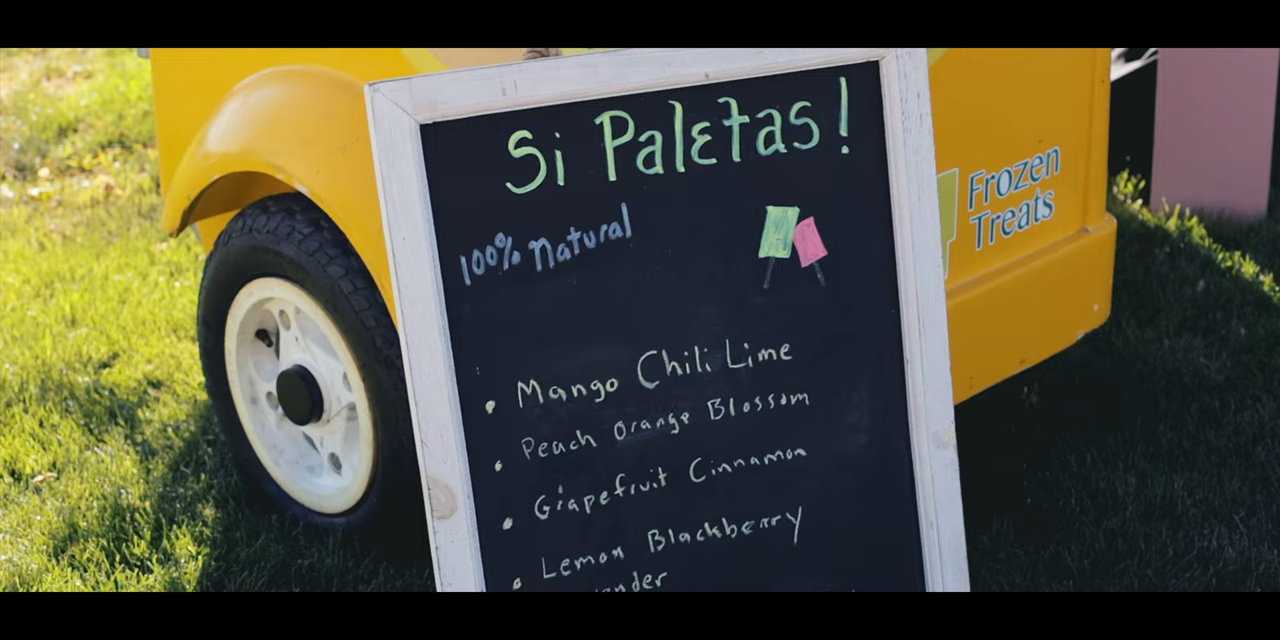 Si Paletas!
100% Natural
Mango Chili Lime
Peach Orange Blossom
Grapefruit Cinnamon
Lemon Blackberry
Frozen
Treats